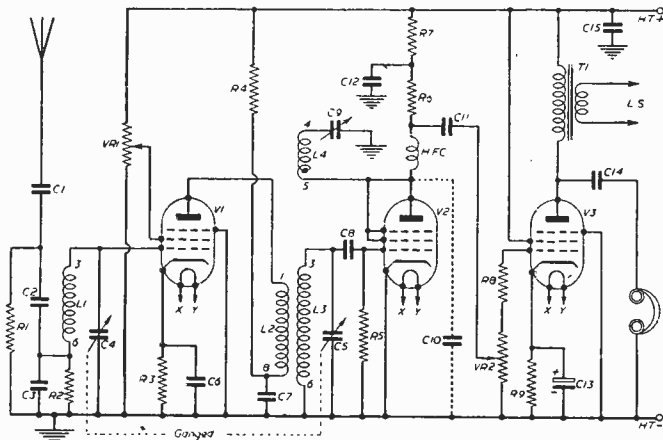 HT+
C15
R7
R4
C12
R6
T1
LS
4
C9
C11
VR1
L4
HFC
5
C14
C1
V1
V2
V3
C8
3
1
3
R8
X Y
X Y
X Y
C2
L1
L2
L3
R1
C4
C5
R5
C10
VR2
6
8
6
C3
R2
R3
C6
C7
R9
+
C13
-
Ganged
HT-